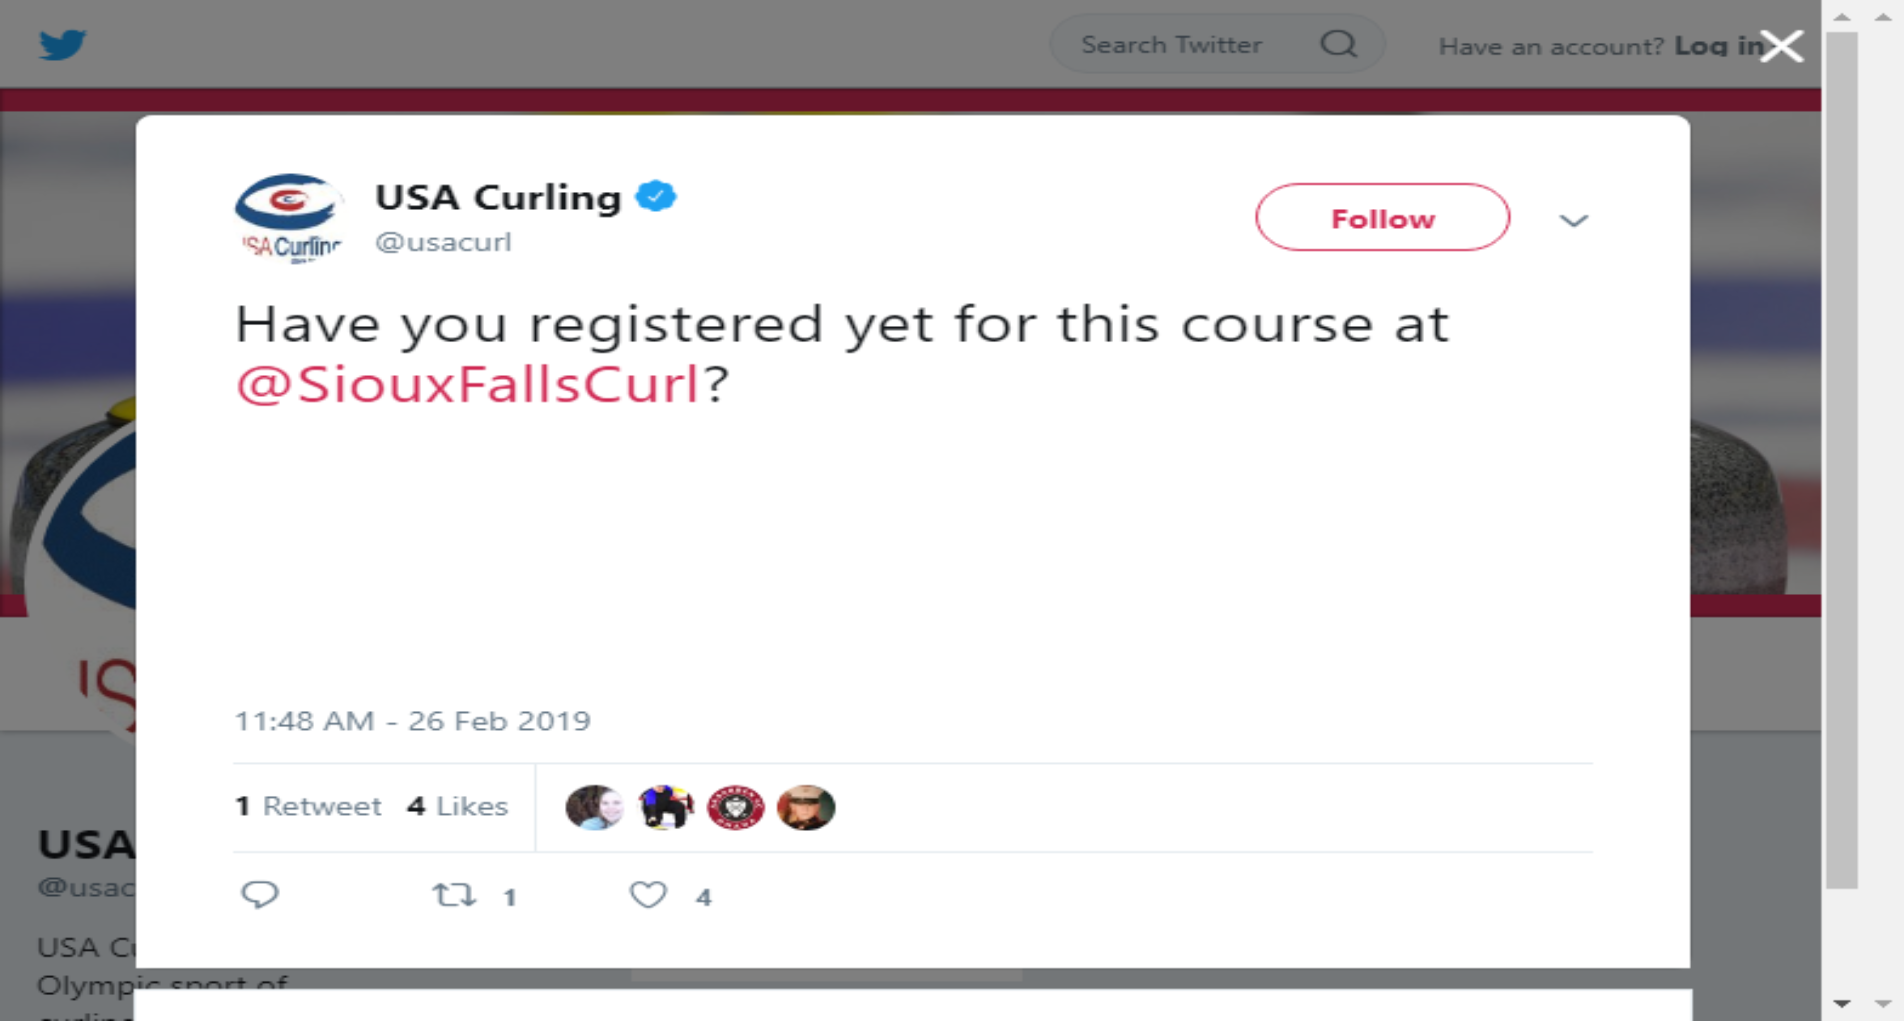 Search Twitter
Have an account? Log in
USA Curling
@usacurl
Follow
Have you registered yet for this course at
@SiouxFallsCurl?
11:48 AM - 26 Feb 2019
1 Retweet 4 Likes
1 4
USA
@usac
USA Cu
Olympic sport of